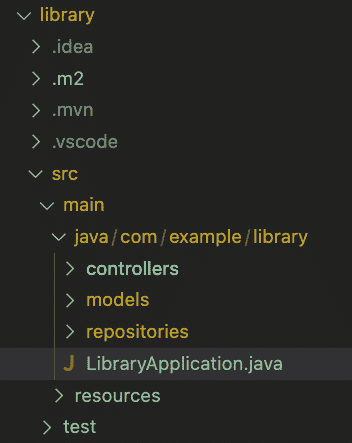 library
.idea
.m2
.mvn
.vscode
src
main
java/com/example/library
controllers
models
repositories
J LibraryApplication.java
resources
test